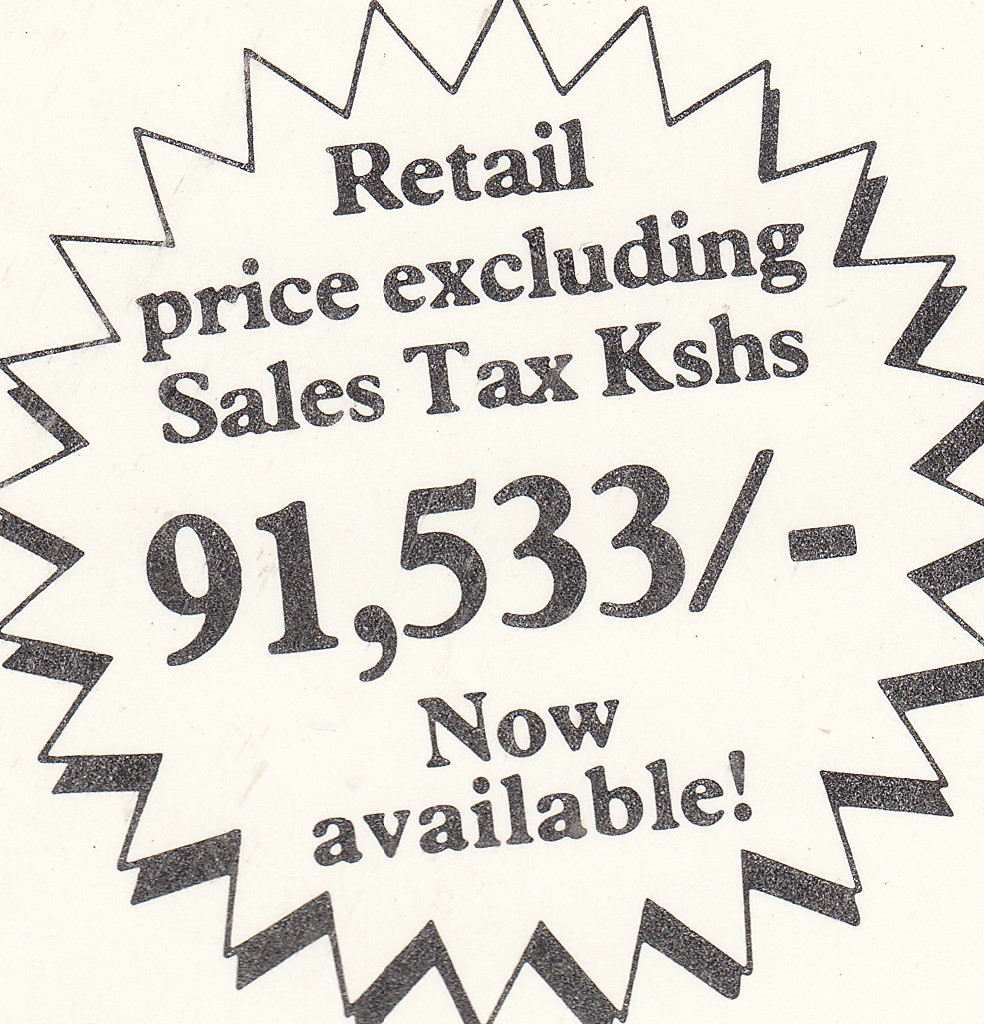 Retail
price excluding
Sales Tax Kshs
91,533/-
Now
available!